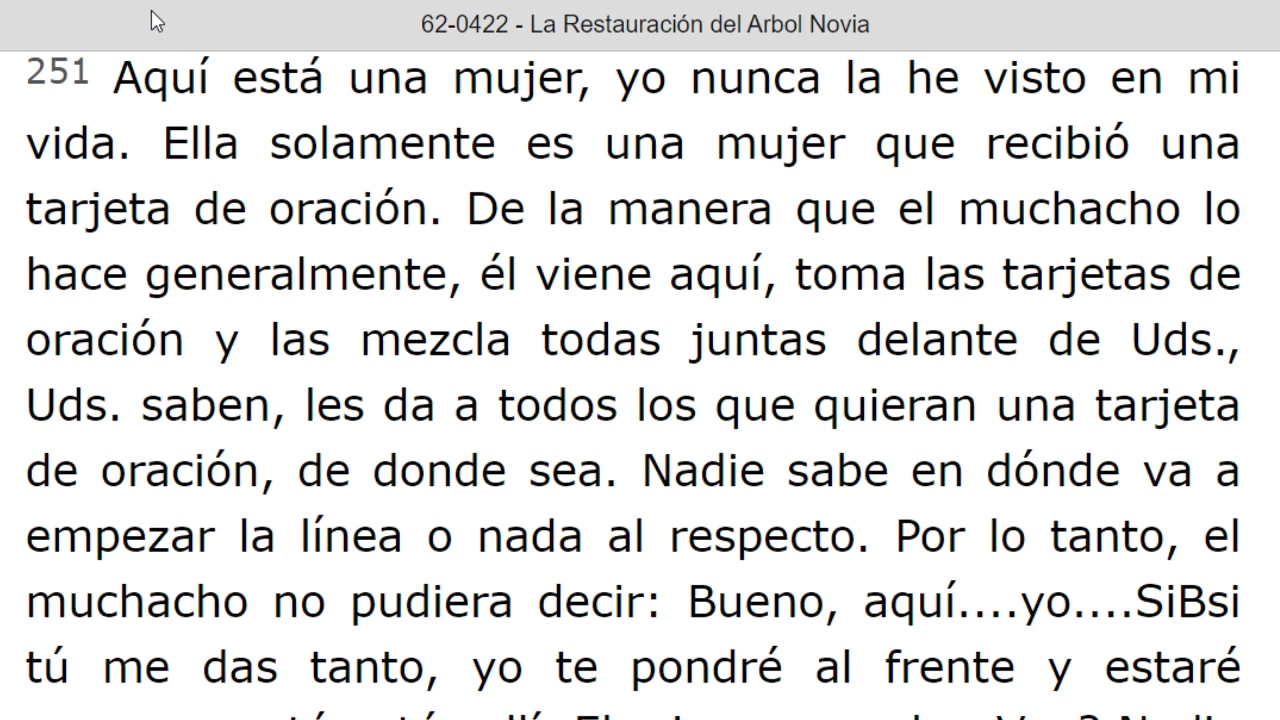 62-0422 - La Restauración del Arbol Novia
251 Aquí está una mujer, yo nunca la he visto en mi
vida. Ella solamente es una mujer que recibió una
tarjeta de oración. De la manera que el muchacho lo
hace generalmente, él viene aquí, toma las tarjetas de
oración y las mezcla todas juntas delante de Uds.,
Uds. saben, les da a todos los que quieran una tarjeta
de oración, de donde sea. Nadie sabe en dónde va a
empezar la línea o nada al respecto. Por lo tanto, el
muchacho no pudiera decir: Bueno, aquí....yo....SiBsi
tú me das tanto, yo te pondré al frente y estaré